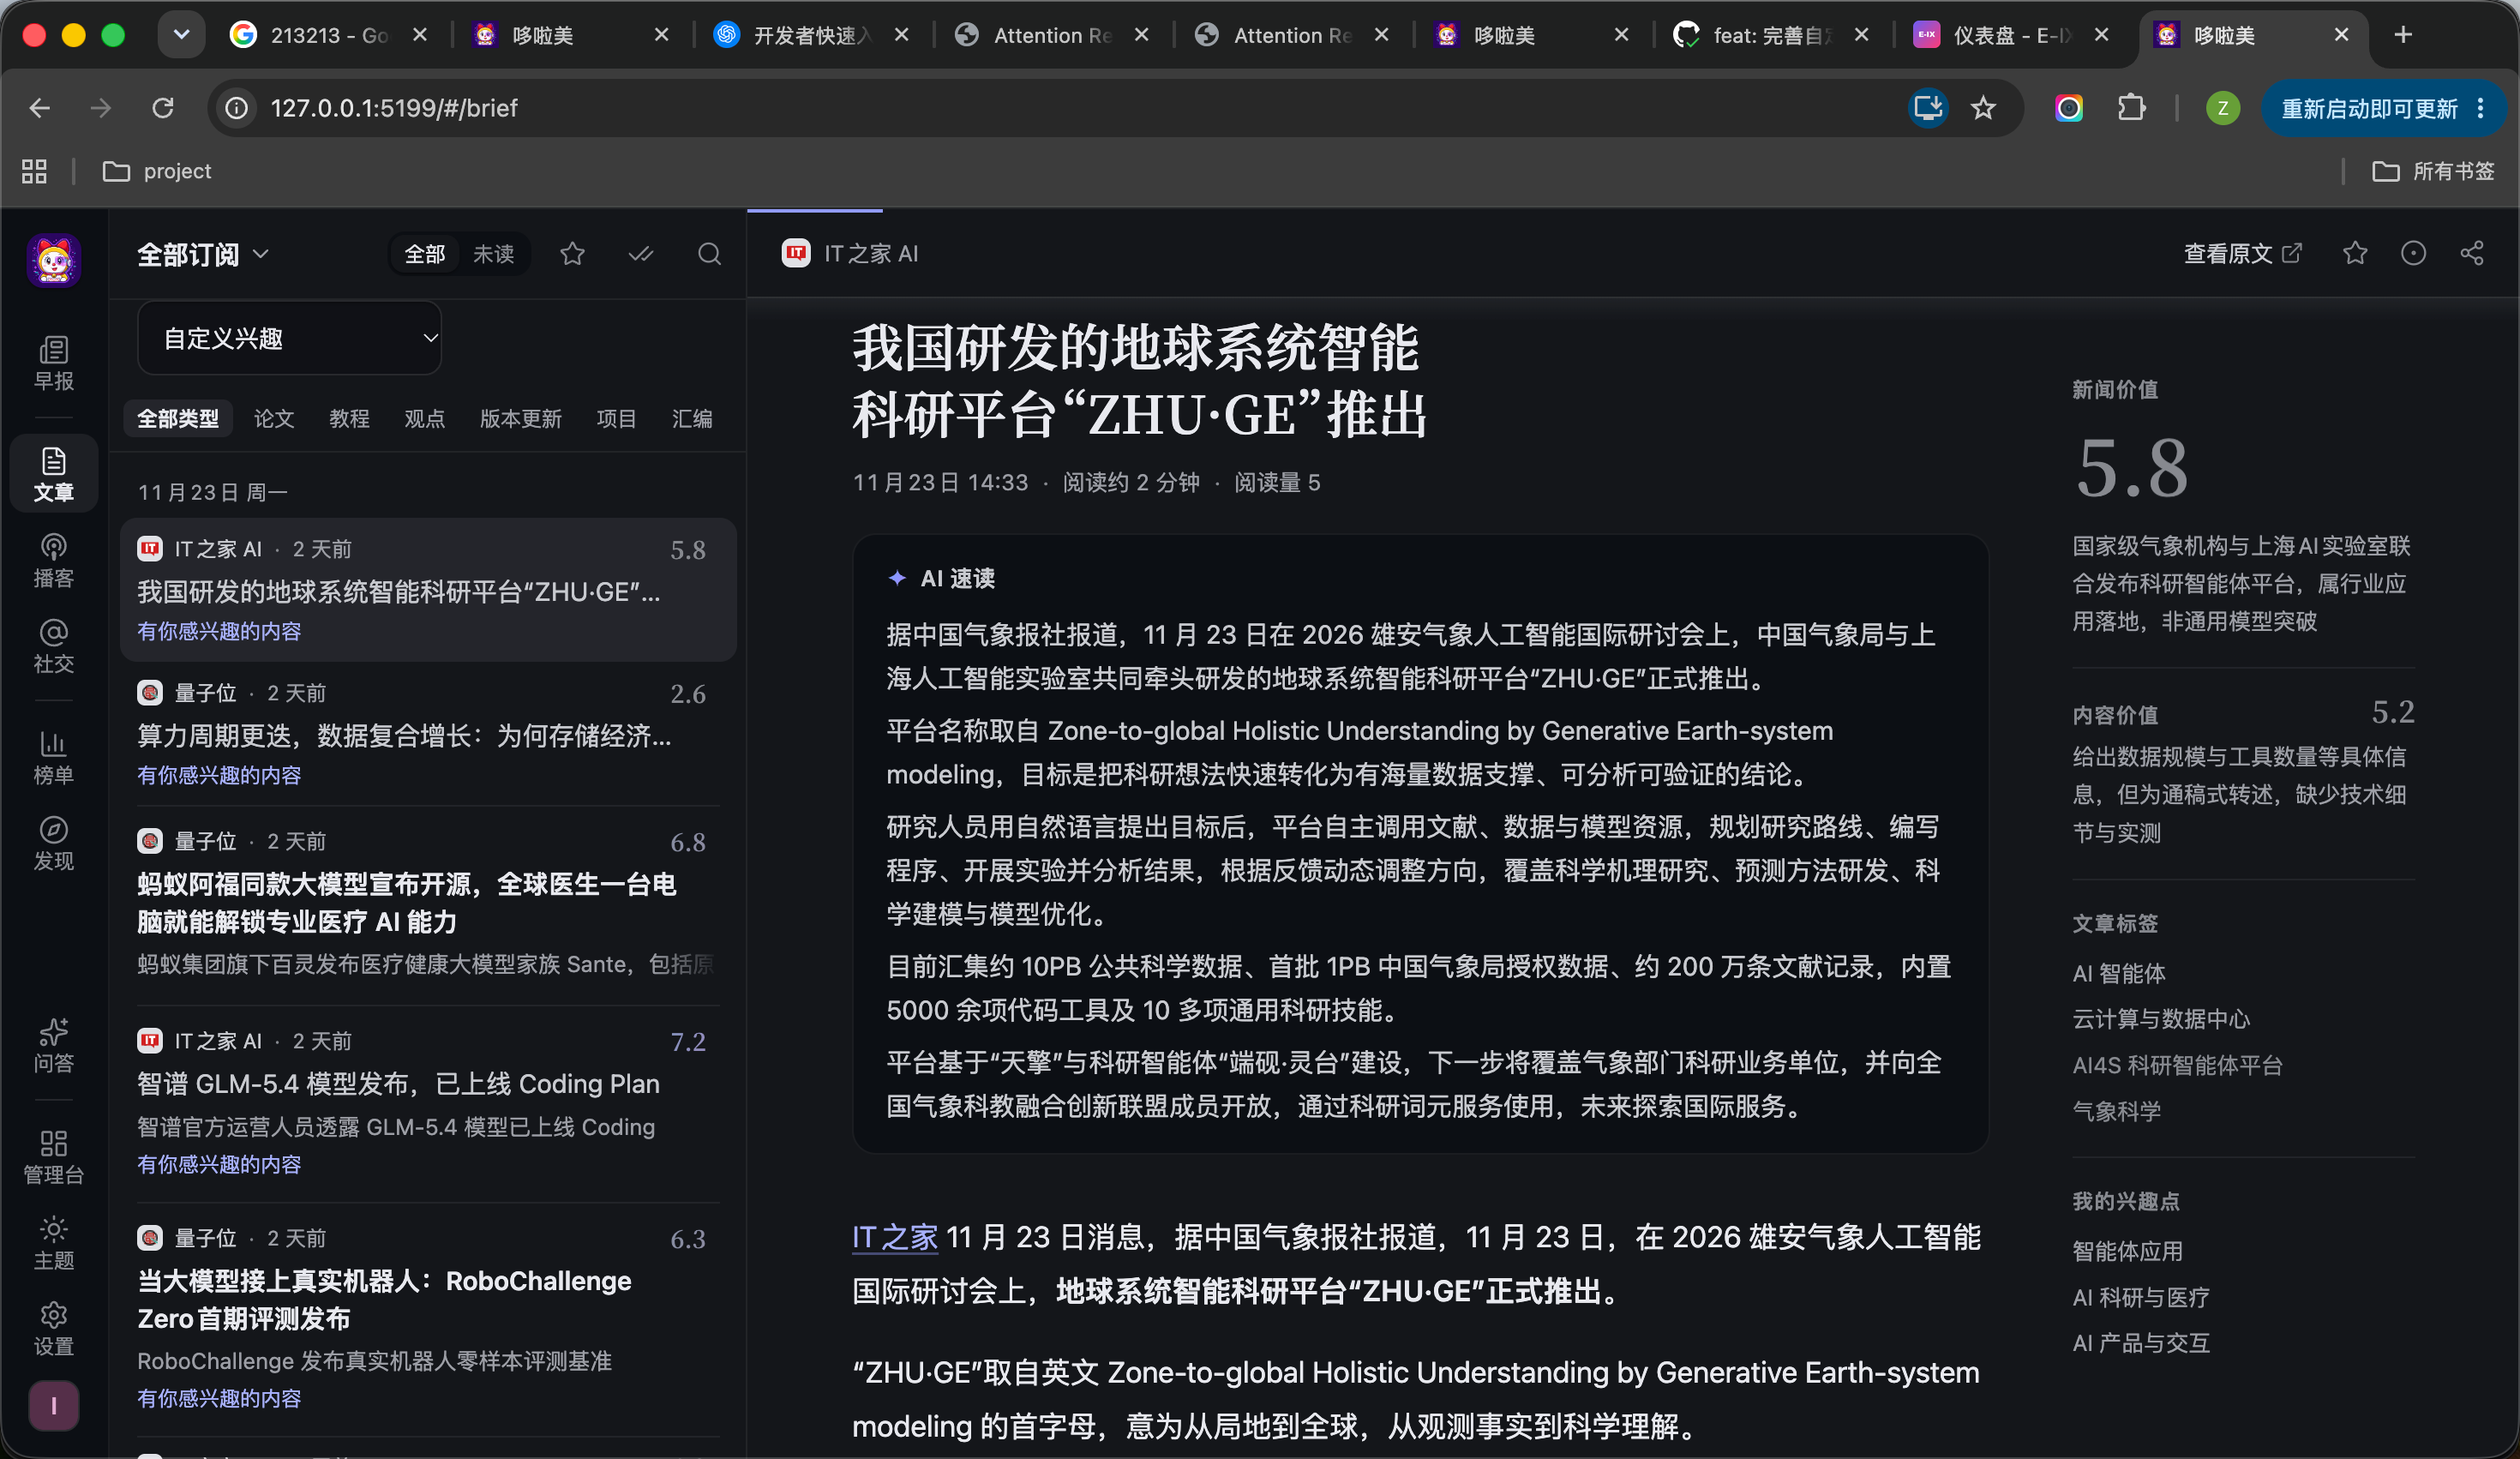 213213 - Go
哆啦美
开发者快速入
Attention Re
Attention Re
哆啦美
feat: 完善自定
E-IX
仪表盘 - E-IX
哆啦美
127.0.0.1:5199/#/brief
Z
重新启动即可更新
project
所有书签
早报
文章
播客
社交
榜单
发现
问答
管理台
主题
设置
I
全部订阅
全部
未读
自定义兴趣
全部类型
论文
教程
观点
版本更新
项目
汇编
11月23日 周一
IT之家 AI · 2 天前
5.8
我国研发的地球系统智能科研平台“ZHU·GE”...
有你感兴趣的内容
量子位 · 2 天前
2.6
算力周期更迭，数据复合增长：为何存储经济...
有你感兴趣的内容
量子位 · 2 天前
6.8
蚂蚁阿福同款大模型宣布开源，全球医生一台电
脑就能解锁专业医疗 AI 能力
蚂蚁集团旗下百灵发布医疗健康大模型家族 Sante，包括原
IT之家 AI · 2 天前
7.2
智谱 GLM-5.4 模型发布，已上线 Coding Plan
智谱官方运营人员透露 GLM-5.4 模型已上线 Coding
有你感兴趣的内容
量子位 · 2 天前
6.3
当大模型接上真实机器人：RoboChallenge
Zero首期评测发布
RoboChallenge 发布真实机器人零样本评测基准
有你感兴趣的内容
IT之家 AI
查看原文
我国研发的地球系统智能
科研平台“ZHU·GE”推出
11月23日 14:33 · 阅读约 2 分钟 · 阅读量 5
AI 速读
据中国气象报社报道，11 月 23 日在 2026 雄安气象人工智能国际研讨会上，中国气象局与上
海人工智能实验室共同牵头研发的地球系统智能科研平台“ZHU·GE”正式推出。
平台名称取自 Zone-to-global Holistic Understanding by Generative Earth-system
modeling，目标是把科研想法快速转化为有海量数据支撑、可分析可验证的结论。
研究人员用自然语言提出目标后，平台自主调用文献、数据与模型资源，规划研究路线、编写
程序、开展实验并分析结果，根据反馈动态调整方向，覆盖科学机理研究、预测方法研发、科
学建模与模型优化。
目前汇集约 10PB 公共科学数据、首批 1PB 中国气象局授权数据、约 200 万条文献记录，内置
5000 余项代码工具及 10 多项通用科研技能。
平台基于“天擎”与科研智能体“端砚·灵台”建设，下一步将覆盖气象部门科研业务单位，并向全
国气象科教融合创新联盟成员开放，通过科研词元服务使用，未来探索国际服务。
IT之家 11 月 23 日消息，据中国气象报社报道，11 月 23 日，在 2026 雄安气象人工智能
国际研讨会上，地球系统智能科研平台“ZHU·GE”正式推出。
“ZHU·GE”取自英文 Zone-to-global Holistic Understanding by Generative Earth-system
modeling 的首字母，意为从局地到全球，从观测事实到科学理解。
新闻价值
5.8
国家级气象机构与上海AI实验室联
合发布科研智能体平台，属行业应
用落地，非通用模型突破
内容价值
5.2
给出数据规模与工具数量等具体信
息，但为通稿式转述，缺少技术细
节与实测
文章标签
AI 智能体
云计算与数据中心
AI4S 科研智能体平台
气象科学
我的兴趣点
智能体应用
AI 科研与医疗
AI 产品与交互